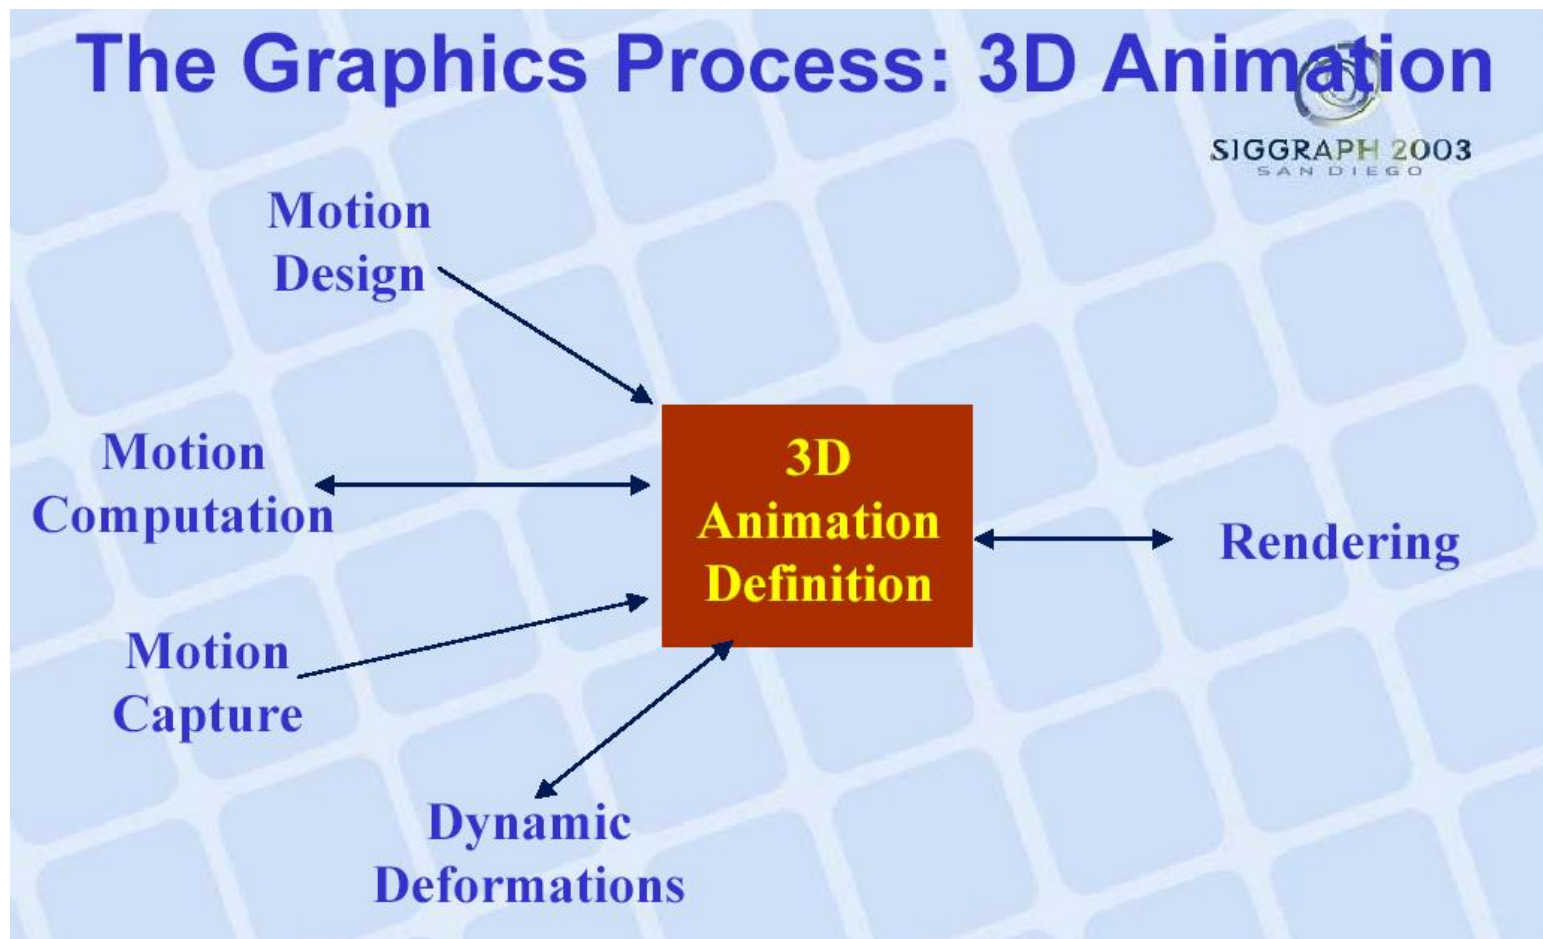 The Graphics Process: 3D Animation
SIGGRAPH 2003
SAN DIEGO
Motion
Design
Motion
Computation
Motion
Capture
Dynamic
Deformations
3D
Animation
Definition
Rendering